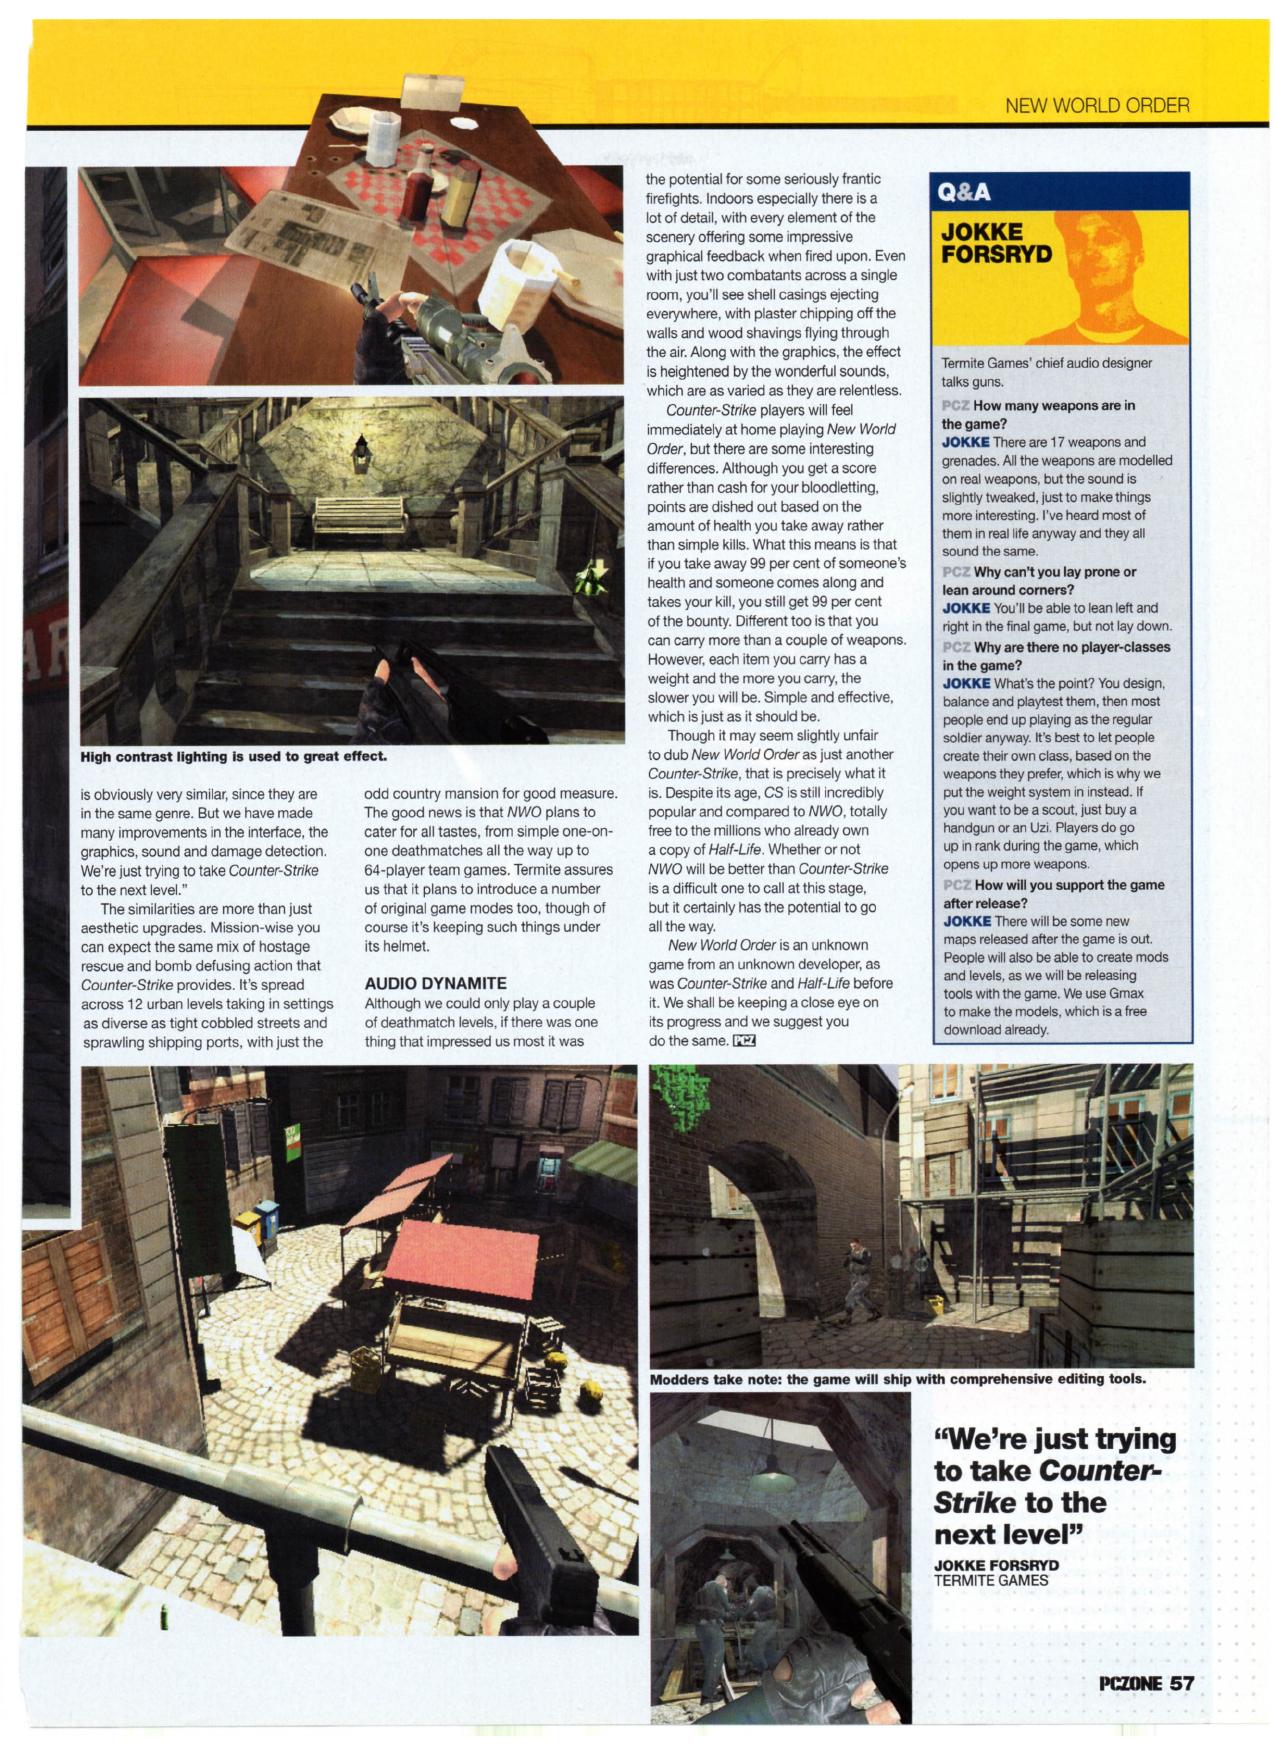 NEW WORLD ORDER
High contrast lighting is used to great effect.
is obviously very similar, since they are
in the same genre. But we have made
many improvements in the interface, the
graphics, sound and damage detection.
We're just trying to take Counter-Strike
to the next level."
The similarities are more than just
aesthetic upgrades. Mission-wise you
can expect the same mix of hostage
rescue and bomb defusing action that
Counter-Strike provides. It's spread
across 12 urban levels taking in settings
as diverse as tight cobbled streets and
sprawling shipping ports, with just the
odd country mansion for good measure.
The good news is that NWO plans to
cater for all tastes, from simple one-on-
one deathmatches all the way up to
64-player team games. Termite assures
us that it plans to introduce a number
of original game modes too, though of
course it's keeping such things under
its helmet.
AUDIO DYNAMITE
Although we could only play a couple
of deathmatch levels, if there was one
thing that impressed us most it was
the potential for some seriously frantic
firefights. Indoors especially there is a
lot of detail, with every element of the
scenery offering some impressive
graphical feedback when fired upon. Even
with just two combatants across a single
room, you'll see shell casings ejecting
everywhere, with plaster chipping off the
walls and wood shavings flying through
the air. Along with the graphics, the effect
is heightened by the wonderful sounds,
which are as varied as they are relentless.
Counter-Strike players will feel
immediately at home playing New World
Order, but there are some interesting
differences. Although you get a score
rather than cash for your bloodletting,
points are dished out based on the
amount of health you take away rather
than simple kills. What this means is that
if you take away 99 per cent of someone's
health and someone comes along and
takes your kill, you still get 99 per cent
of the bounty. Different too is that you
can carry more than a couple of weapons.
However, each item you carry has a
weight and the more you carry, the
slower you will be. Simple and effective,
which is just as it should be.
Though it may seem slightly unfair
to dub New World Order as just another
Counter-Strike, that is precisely what it
is. Despite its age, CS is still incredibly
popular and compared to NWO, totally
free to the millions who already own
a copy of Half-Life. Whether or not
NWO will be better than Counter-Strike
is a difficult one to call at this stage,
but it certainly has the potential to go
all the way.
New World Order is an unknown
game from an unknown developer, as
was Counter-Strike and Half-Life before
it. We shall be keeping a close eye on
its progress and we suggest you
do the same. PCZ
Q&A
JOKKE
FORSRYD
Termite Games' chief audio designer
talks guns.
PCZ How many weapons are in
the game?
JOKKE There are 17 weapons and
grenades. All the weapons are modelled
on real weapons, but the sound is
slightly tweaked, just to make things
more interesting. I've heard most of
them in real life anyway and they all
sound the same.
PCZ Why can't you lay prone or
lean around corners?
JOKKE You'll be able to lean left and
right in the final game, but not lay down.
PCZ Why are there no player-classes
in the game?
JOKKE What's the point? You design,
balance and playtest them, then most
people end up playing as the regular
soldier anyway. It's best to let people
create their own class, based on the
weapons they prefer, which is why we
put the weight system in instead. If
you want to be a scout, just buy a
handgun or an Uzi. Players do go
up in rank during the game, which
opens up more weapons.
PCZ How will you support the game
after release?
JOKKE There will be some new
maps released after the game is out.
People will also be able to create mods
and levels, as we will be releasing
tools with the game. We use Gmax
to make the models, which is a free
download already.
Modders take note: the game will ship with comprehensive editing tools.
"We're just trying
to take Counter-
Strike to the
next level"
JOKKE FORSRYD
TERMITE GAMES
PCZONE 57